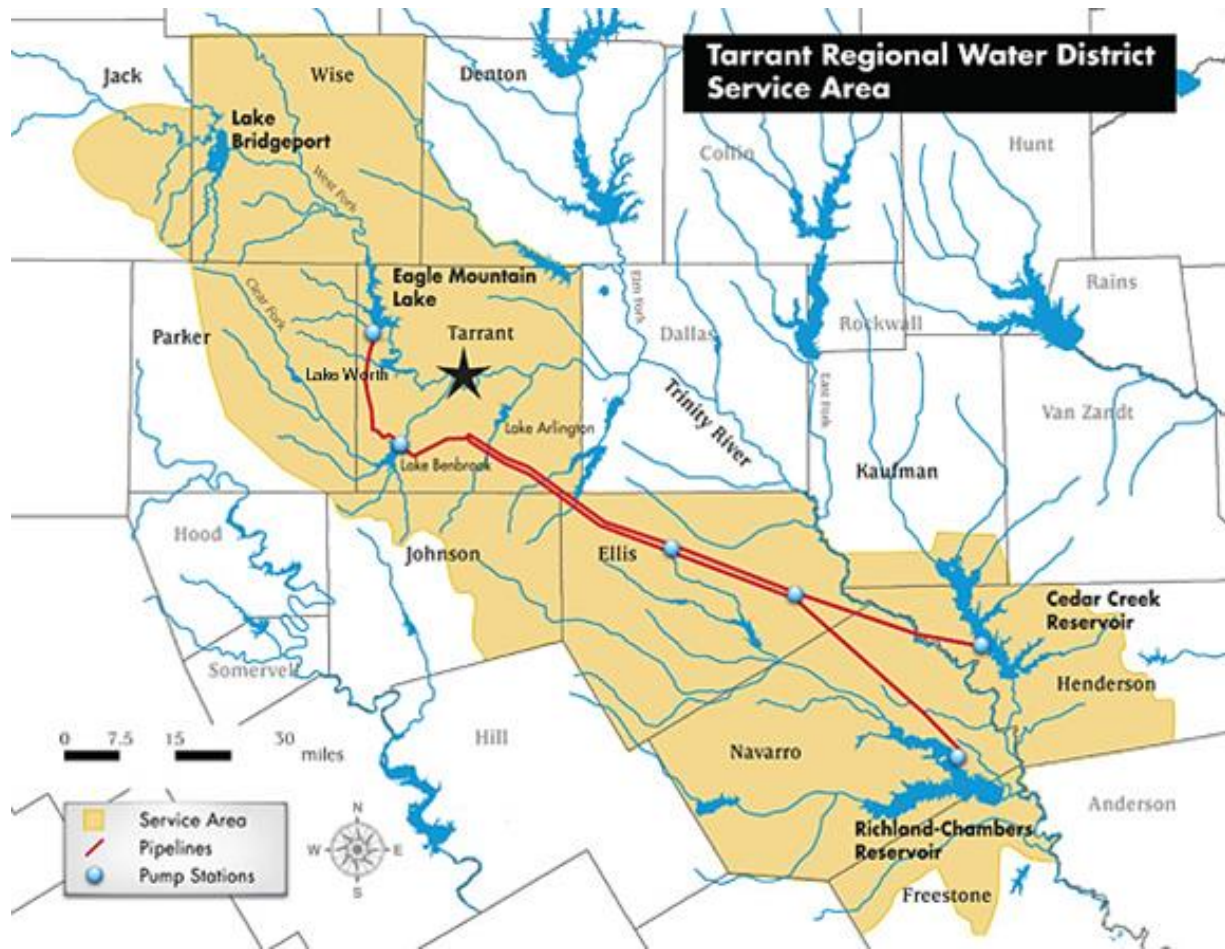 Tarrant Regional Water District
Service Area
Jack
Wise
Denton
Collin
Hunt
Lake
Bridgeport
West Fork
Eagle Mountain
Lake
Clear Fork
Elm Fork
Rains
Parker
Tarrant
Dallas
Rockwall
Lake Worth
East Fork
Trinity River
Van Zandt
Lake Arlington
Lake Benbrook
Kaufman
Hood
Johnson
Ellis
Cedar Creek
Reservoir
Somervell
Henderson
Hill
Navarro
0 7.5 15 30 miles
Anderson
Richland-Chambers
Reservoir
Freestone
Service Area
Pipelines
Pump Stations
N
W E
S